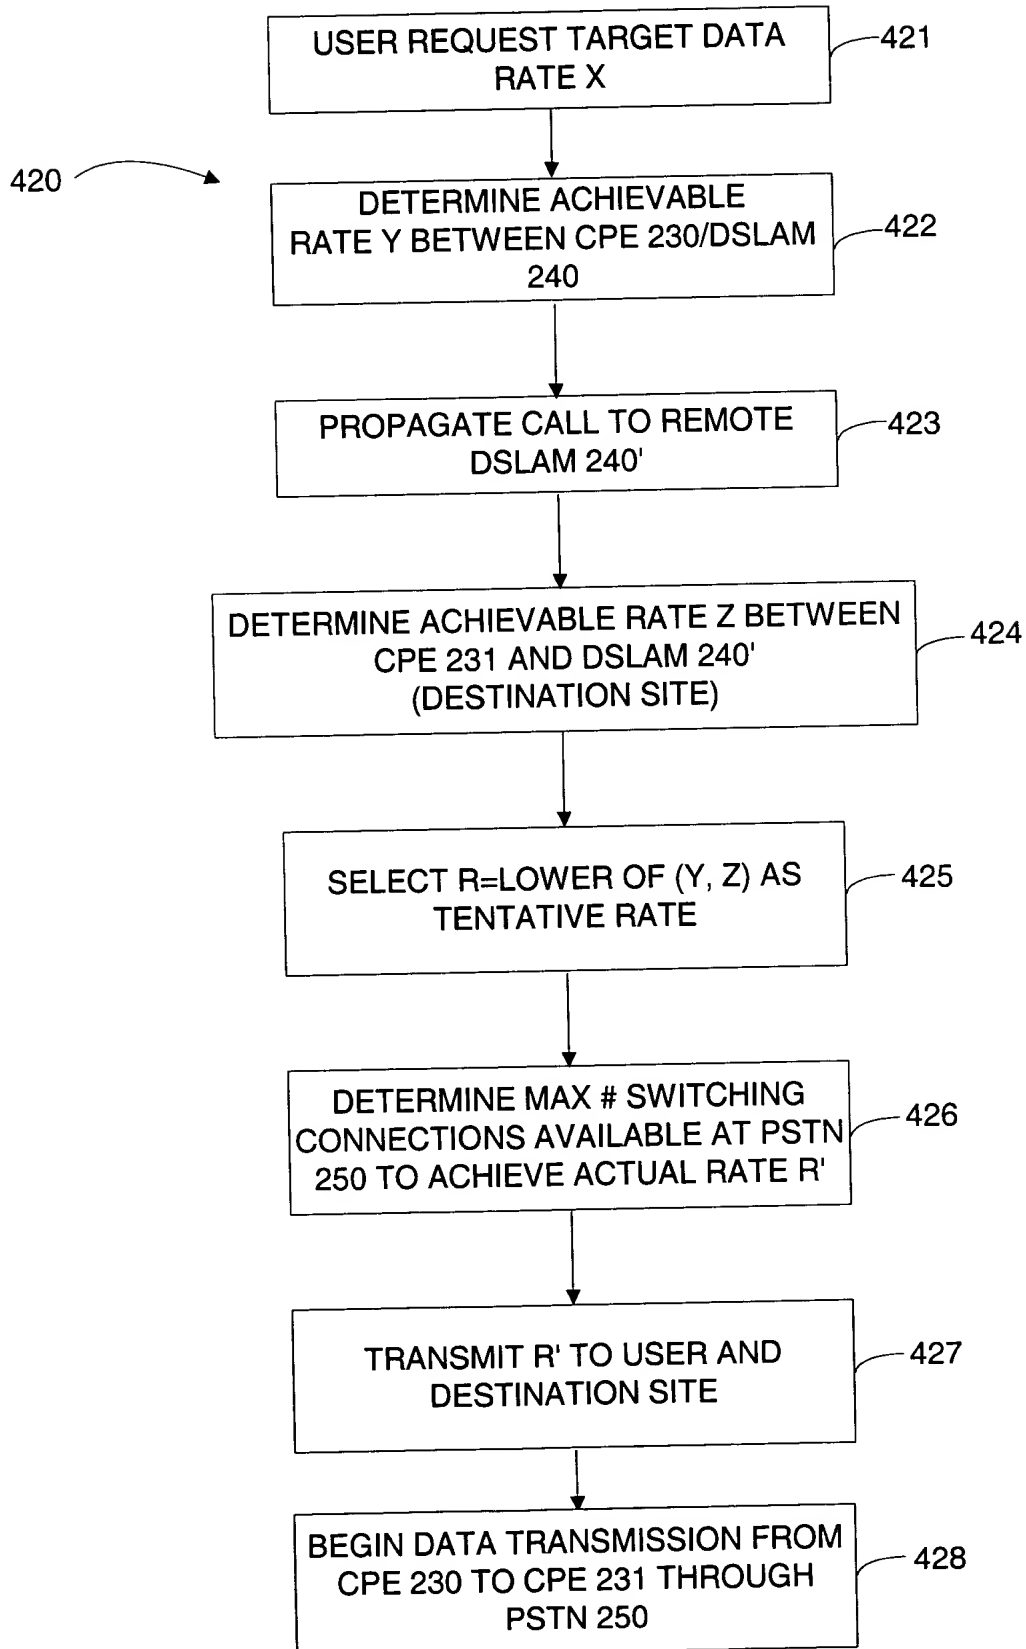 USER REQUEST TARGET DATA
RATE X
421
420
DETERMINE ACHIEVABLE
RATE Y BETWEEN CPE 230/DSLAM
240
422
PROPAGATE CALL TO REMOTE
DSLAM 240'
423
DETERMINE ACHIEVABLE RATE Z BETWEEN
CPE 231 AND DSLAM 240'
(DESTINATION SITE)
424
SELECT R=LOWER OF (Y, Z) AS
TENTATIVE RATE
425
DETERMINE MAX # SWITCHING
CONNECTIONS AVAILABLE AT PSTN
250 TO ACHIEVE ACTUAL RATE R'
426
TRANSMIT R' TO USER AND
DESTINATION SITE
427
BEGIN DATA TRANSMISSION FROM
CPE 230 TO CPE 231 THROUGH
PSTN 250
428